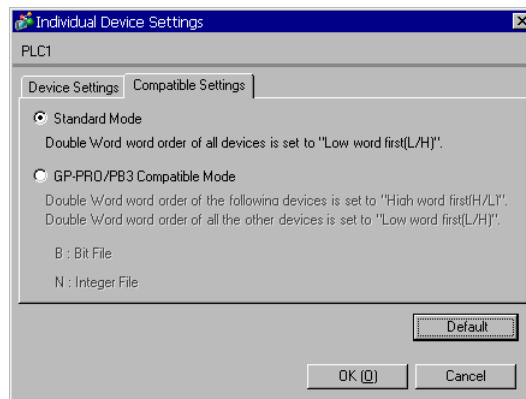 Individual Device Settings
PLC1
Device Settings Compatible Settings
Standard Mode
Double Word word order of all devices is set to "Low word first(L/H)".
GP-PRO/PB3 Compatible Mode
Double Word word order of the following devices is set to "High word first(H/L)".
Double Word word order of all the other devices is set to "Low word first(L/H)".
B : Bit File
N : Integer File
Default
OK (O) Cancel